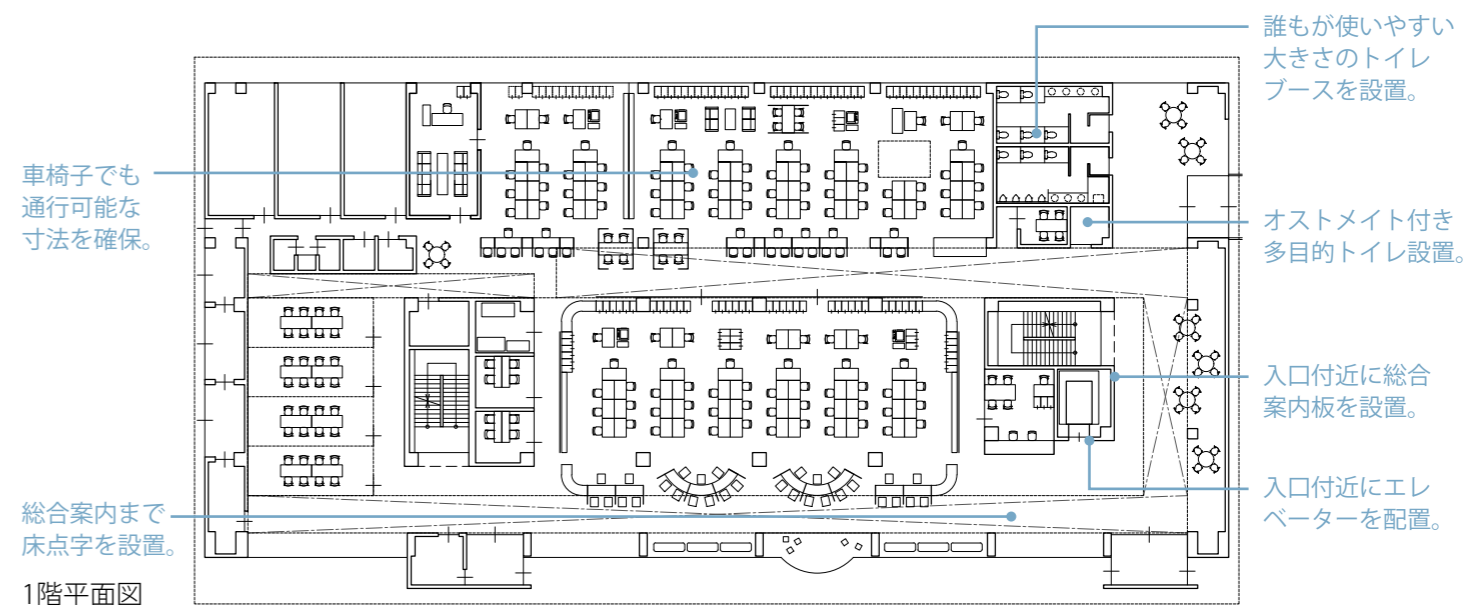 誰もが使いやすい
大きさのトイレ
ブースを設置。
車椅子でも
通行可能な
寸法を確保。
オストメイト付き
多目的トイレ設置。
入口付近に総合
案内板を設置。
入口付近にエレ
ベーターを配置。
総合案内まで
床点字を設置。
1階平面図